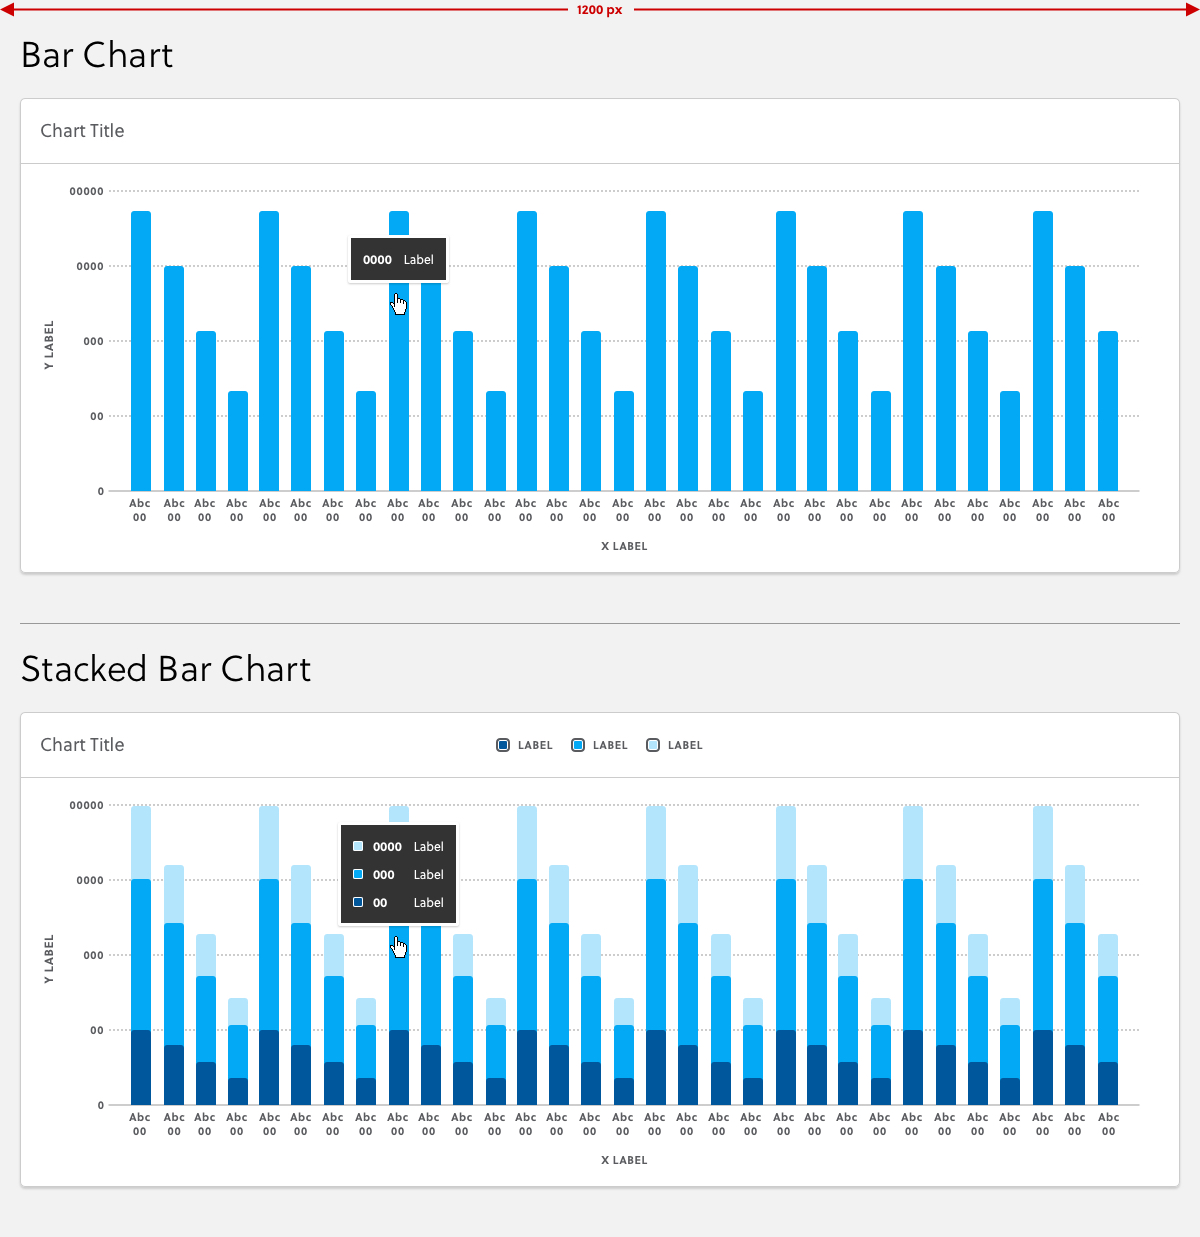 1200 px
Bar Chart
Chart Title
00000
0000
000
00
0
Y LABEL
0000 Label
Abc Abc Abc Abc Abc Abc Abc Abc Abc Abc Abc Abc Abc Abc Abc Abc Abc Abc Abc Abc Abc Abc Abc Abc Abc Abc Abc Abc Abc Abc Abc
00 00 00 00 00 00 00 00 00 00 00 00 00 00 00 00 00 00 00 00 00 00 00 00 00 00 00 00 00 00 00
X LABEL
Stacked Bar Chart
Chart Title
LABEL LABEL LABEL
00000
0000
000
00
0
Y LABEL
0000 Label
000 Label
00 Label
Abc Abc Abc Abc Abc Abc Abc Abc Abc Abc Abc Abc Abc Abc Abc Abc Abc Abc Abc Abc Abc Abc Abc Abc Abc Abc Abc Abc Abc Abc Abc
00 00 00 00 00 00 00 00 00 00 00 00 00 00 00 00 00 00 00 00 00 00 00 00 00 00 00 00 00 00 00
X LABEL